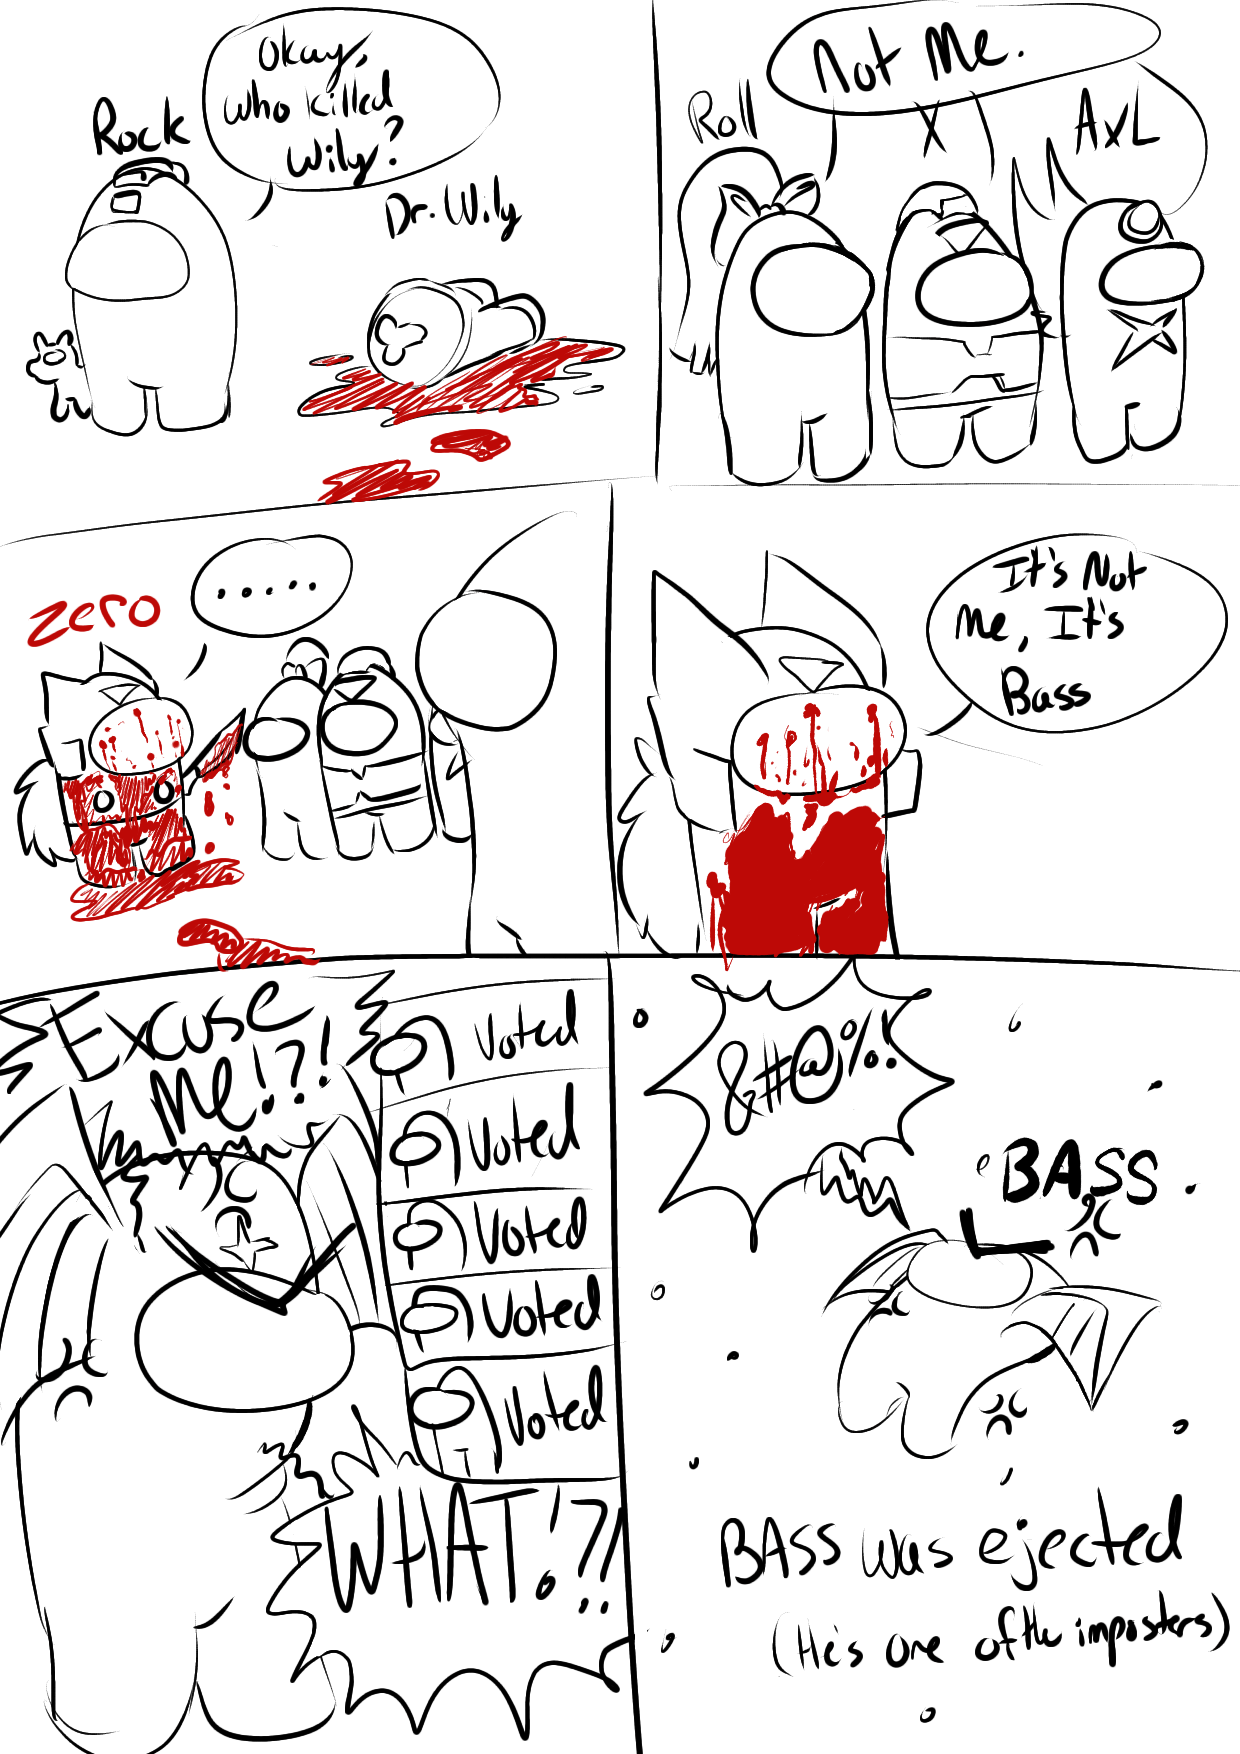 Rock
Okay,
Who killed
Wily?
Dr. Wily
Not Me.
Roll
X
AxL
Zero
.....
It's Not
Me, It's
Bass
Excuse
Me!?!
Voted
Voted
Voted
Voted
Voted
WHAT!?!
&#@¡%!
BASS
BASS was ejected
(He's one of the imposters)